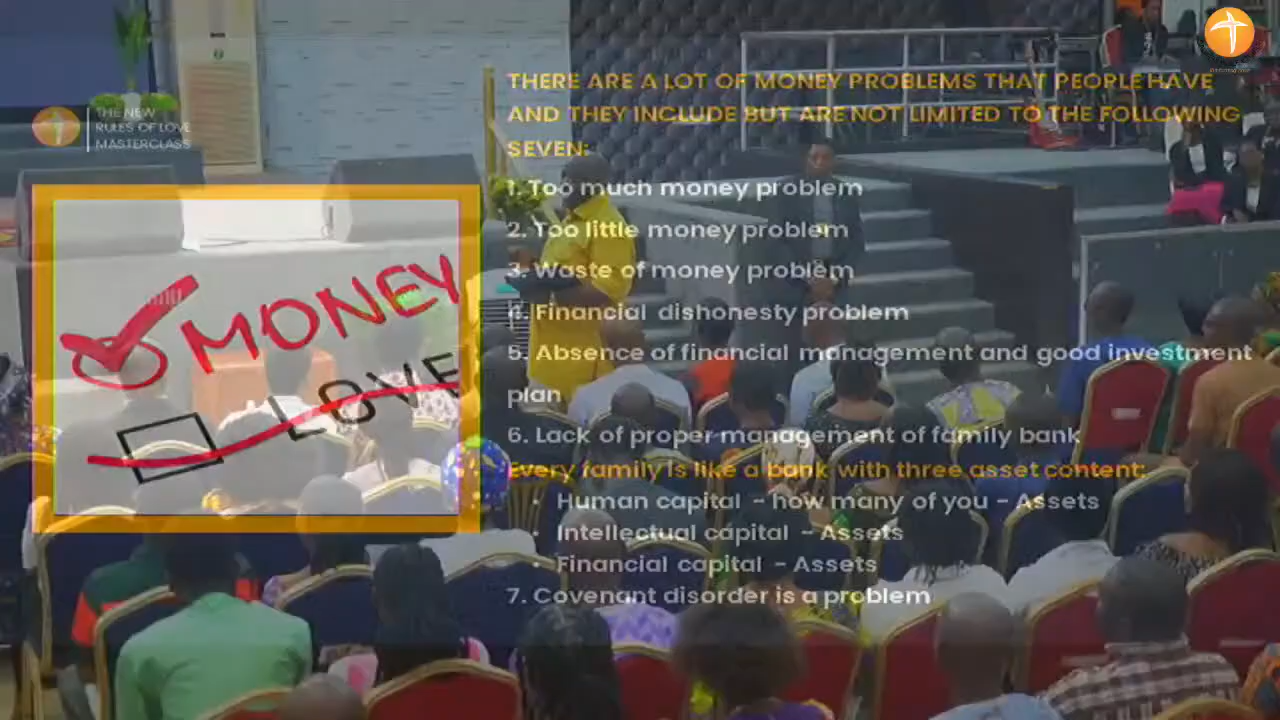 THE NEW
RULES OF LOVE
MASTERCLASS
MONEY
LOVE
THERE ARE A LOT OF MONEY PROBLEMS THAT PEOPLE HAVE
AND THEY INCLUDE BUT ARE NOT LIMITED TO THE FOLLOWING
SEVEN:
1. Too much money problem
2. Too little money problem
3. Waste of money problem
4. Financial dishonesty problem
5. Absence of financial management and good investment
plan
6. Lack of proper management of family bank
Every family is like a bank with three asset content:
• Human capital - how many of you - Assets
• Intellectual capital - Assets
• Financial capital - Assets
7. Covenant disorder is a problem